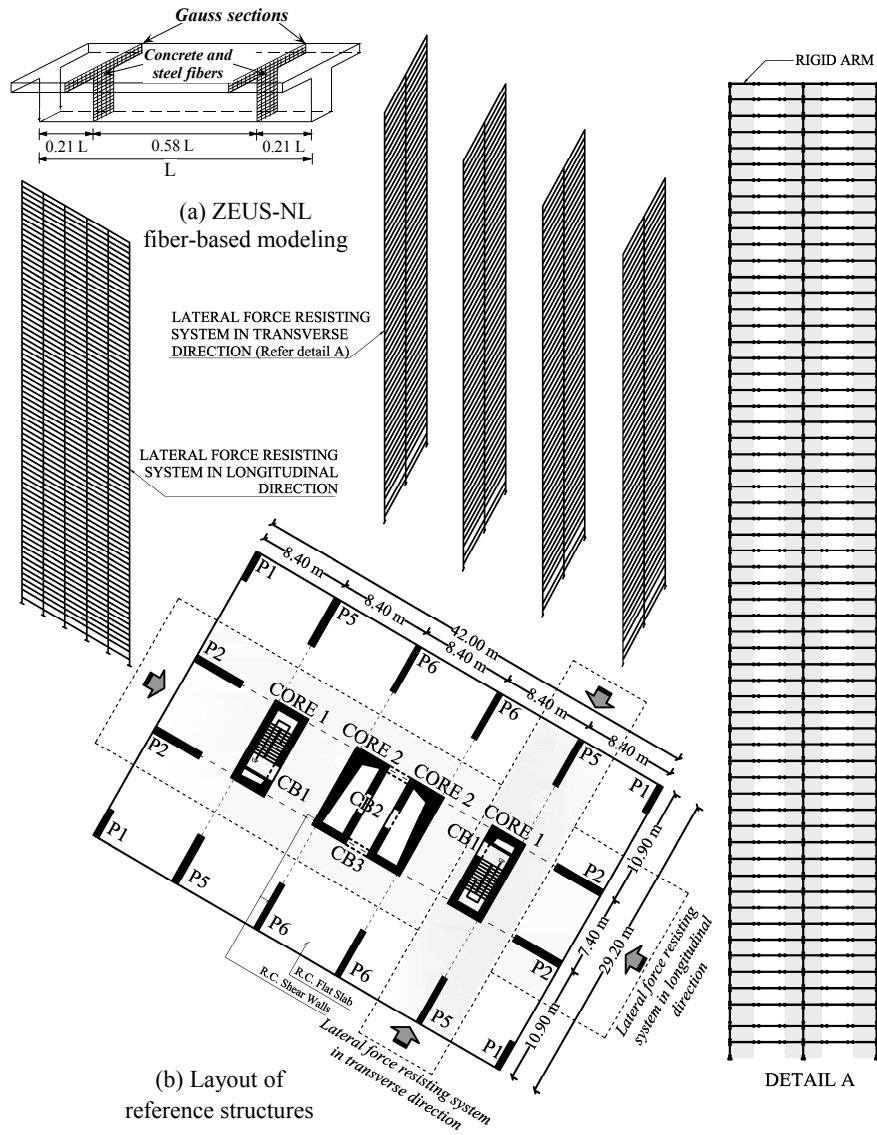 Gauss sections
Concrete and
steel fibers
0.21 L
0.58 L
0.21 L
L
(a) ZEUS-NL
fiber-based modeling
RIGID ARM
LATERAL FORCE RESISTING
SYSTEM IN TRANSVERSE
DIRECTION (Refer detail A)
LATERAL FORCE RESISTING
SYSTEM IN LONGITUDINAL
DIRECTION
8.40 m
8.40 m
42.00 m
8.40 m
8.40 m
8.40 m
P1
P5
P6
P6
P5
P1
P2
P2
CORE 1
CORE 2
CORE 2
CORE 1
CB1
CB2
CB3
CB1
P2
P2
P1
P5
P6
P6
P5
P1
10.90 m
7.40 m
10.90 m
29.20 m
R.C. Flat Slab
R.C. Shear Walls
Lateral force resisting
system in transverse
direction
Lateral force resisting
system in longitudinal
direction
(b) Layout of
reference structures
DETAIL A